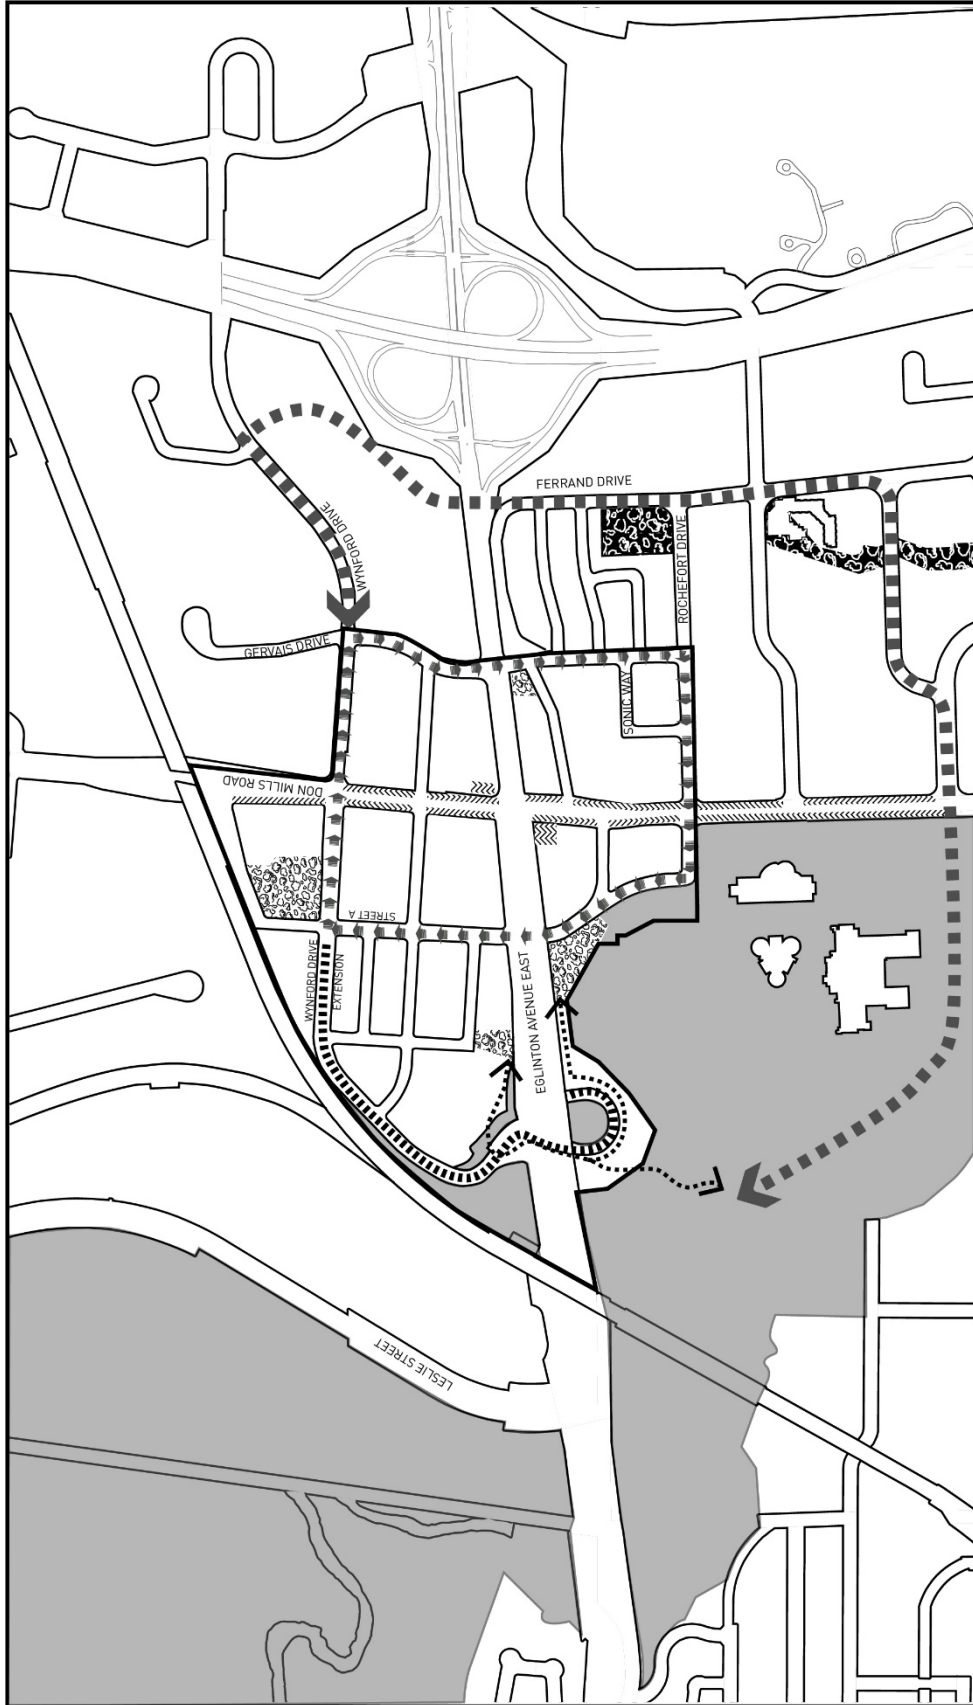 FERRAND DRIVE
WYNFORD DRIVE
ROCHEFORT DRIVE
GERVAIS DRIVE
SONIC WAY
DON MILLS ROAD
STREET A
WYNFORD DRIVE
EXTENSION
EGLINTON AVENUE EAST
LESLIE STREET